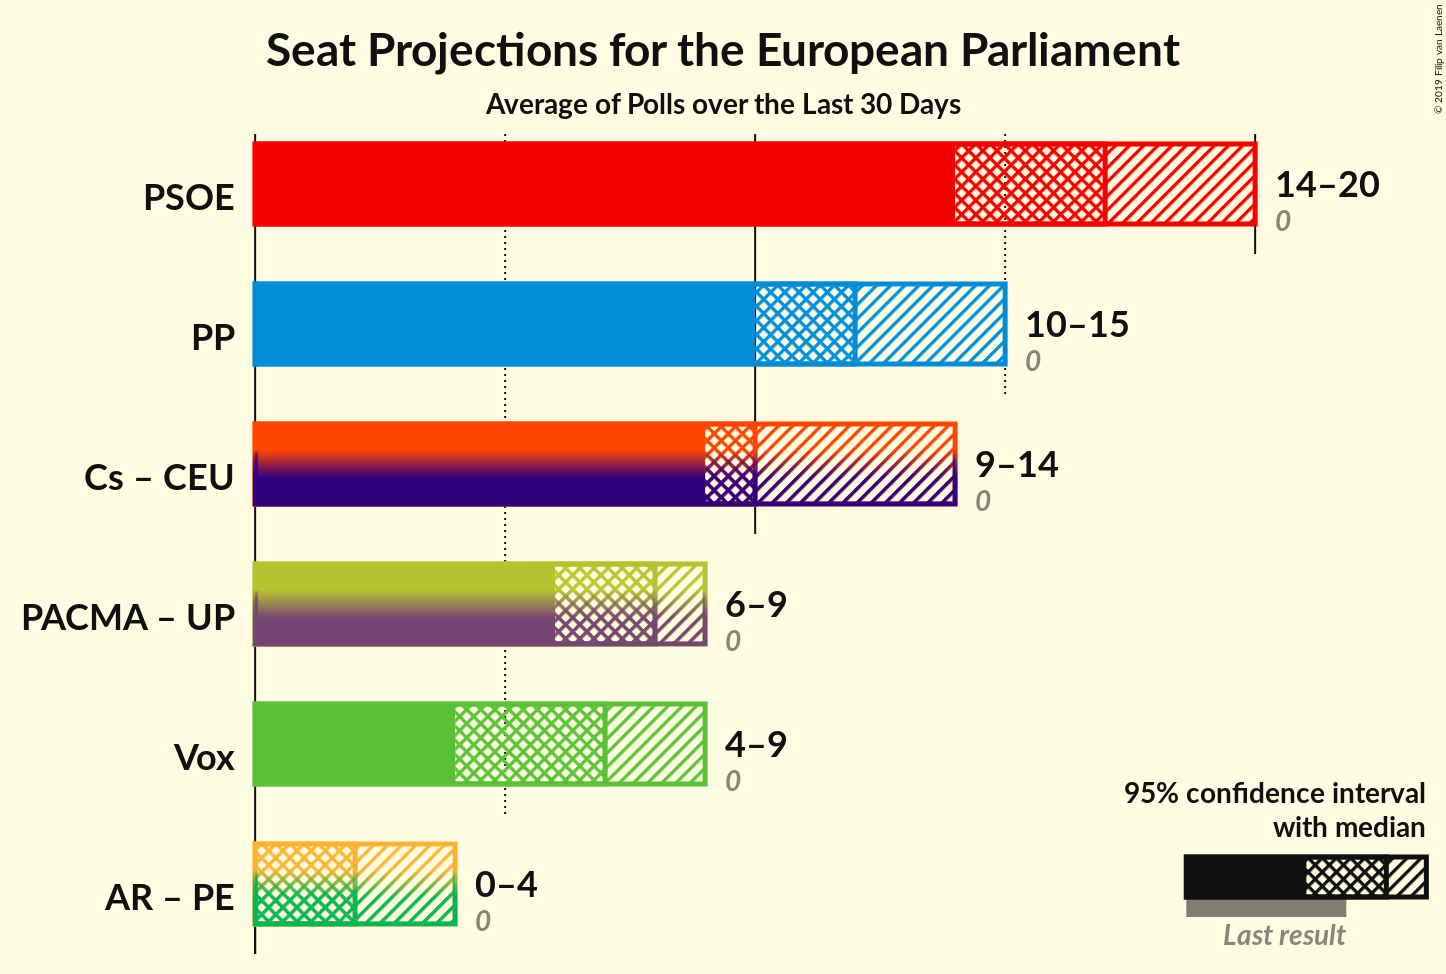 Seat Projections for the European Parliament
Average of Polls over the Last 30 Days
© 2019 Filip van Laenen
PSOE
14–20
0
PP
10–15
0
Cs – CEU
9–14
0
PACMA – UP
6–9
0
Vox
4–9
0
AR – PE
0–4
0
95% confidence interval
with median
Last result